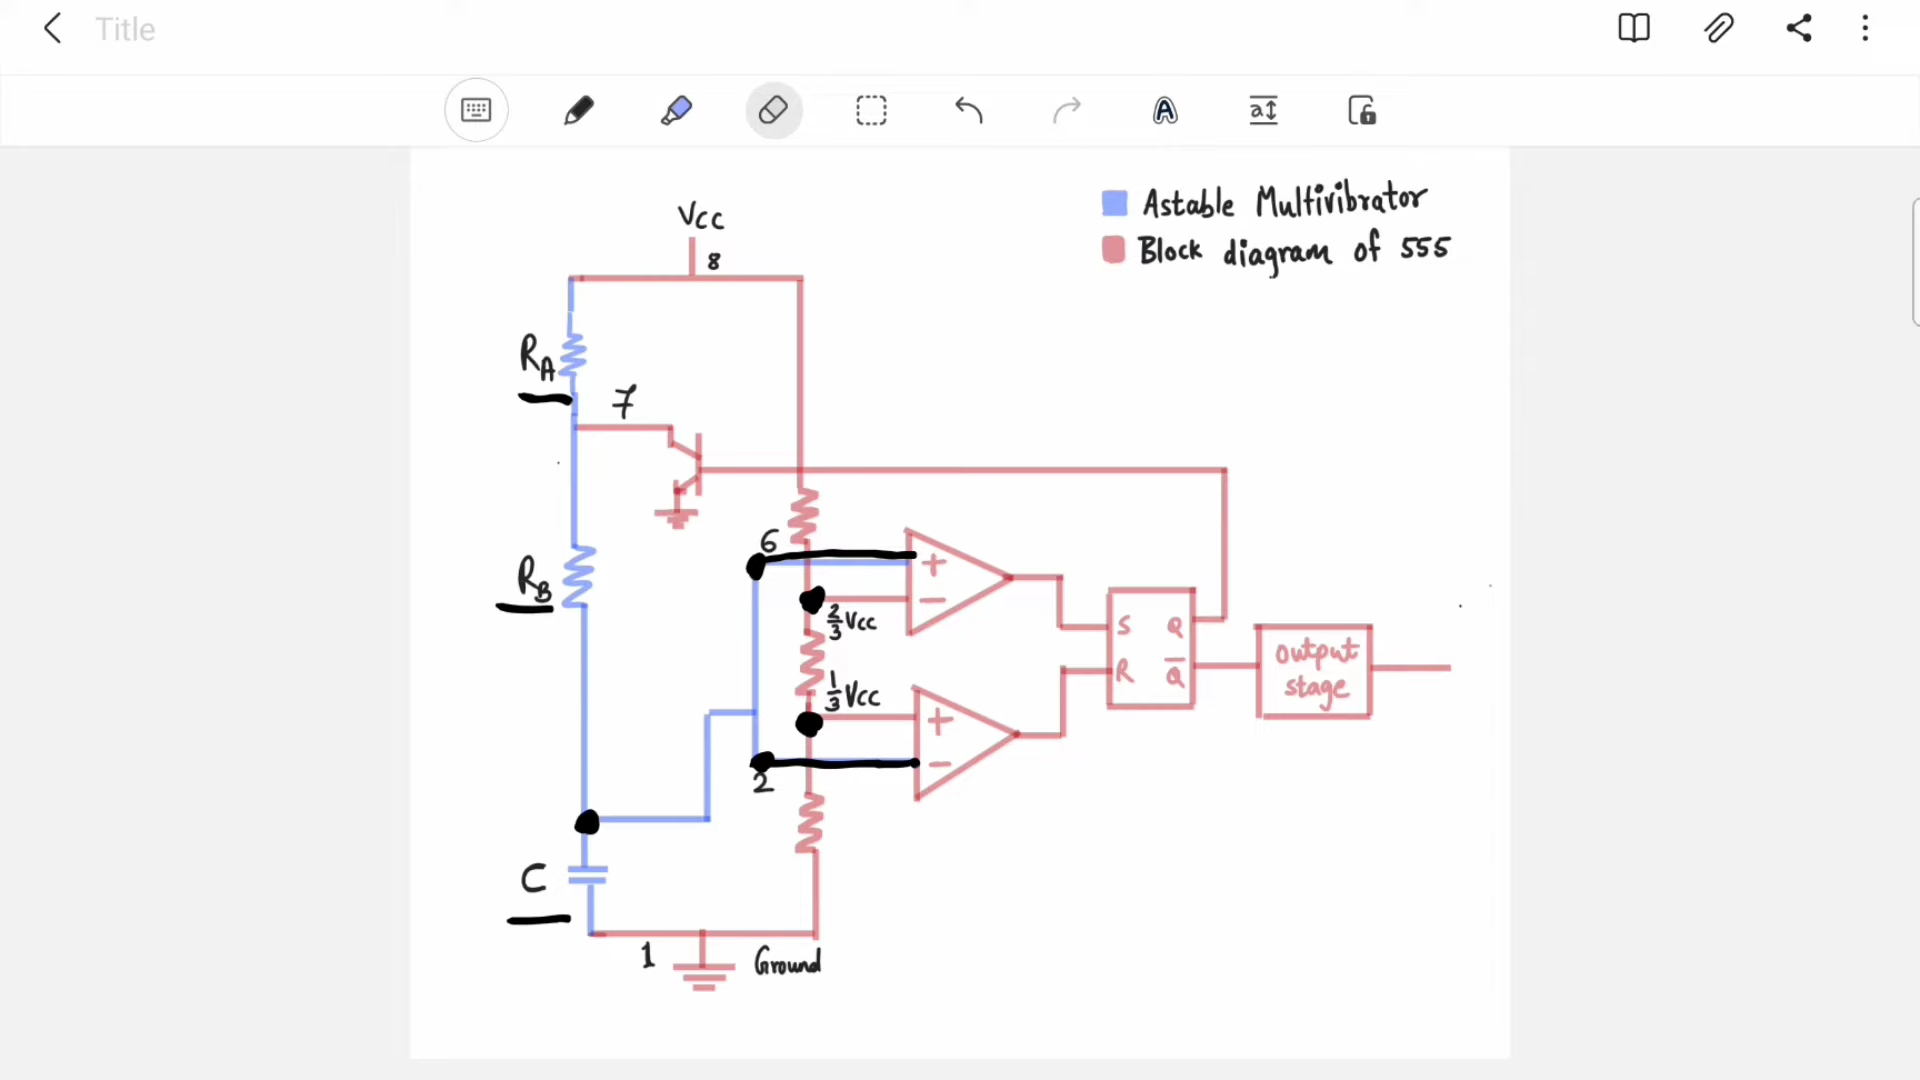 Title
a
A
Astable Multivibrator
Block diagram of 555
Vcc
8
RA
7
6
+
−
2/3 Vcc
RB
S Q
R Q̅
output
stage
1/3 Vcc
+
−
2
C
1
Ground